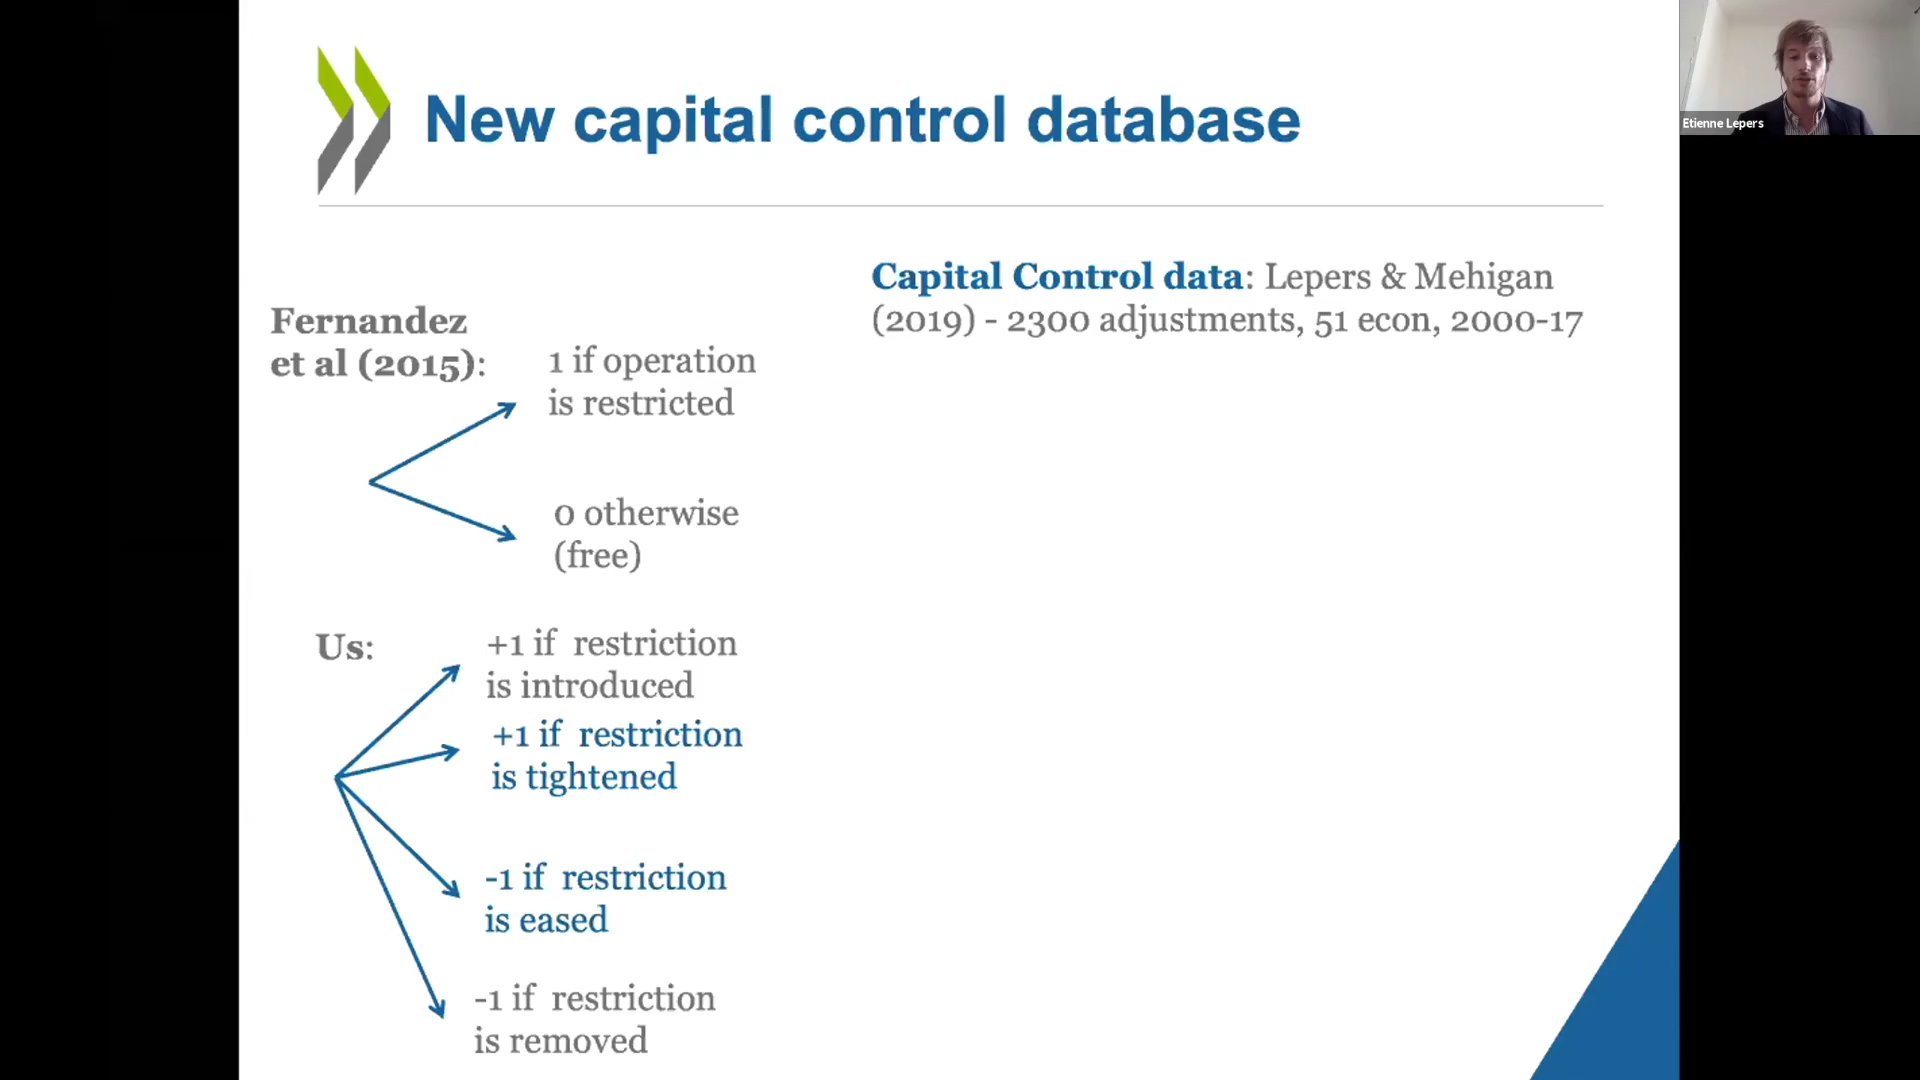 New capital control database
Etienne Lepers
Capital Control data: Lepers & Mehigan
(2019) - 2300 adjustments, 51 econ, 2000-17
Fernandez
et al (2015):
1 if operation
is restricted
0 otherwise
(free)
Us:
+1 if restriction
is introduced
+1 if restriction
is tightened
-1 if restriction
is eased
-1 if restriction
is removed